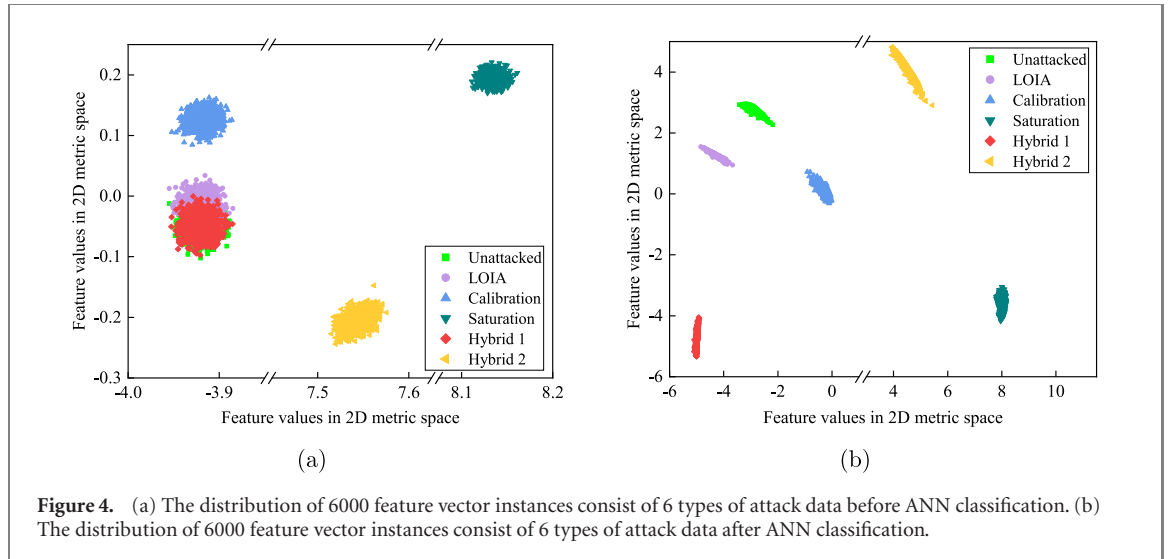 0.2
0.1
0.0
-0.1
-0.2
-0.3
Feature values in 2D metric space
-4.0 -3.9 7.5 7.6 8.1 8.2
Feature values in 2D metric space
Unattacked
LOIA
Calibration
Saturation
Hybrid 1
Hybrid 2
(a)
4
2
0
-2
-4
-6
Feature values in 2D metric space
-6 -4 -2 0 4 6 8 10
Feature values in 2D metric space
Unattacked
LOIA
Calibration
Saturation
Hybrid 1
Hybrid 2
(b)
Figure 4. (a) The distribution of 6000 feature vector instances consist of 6 types of attack data before ANN classification. (b)
The distribution of 6000 feature vector instances consist of 6 types of attack data after ANN classification.